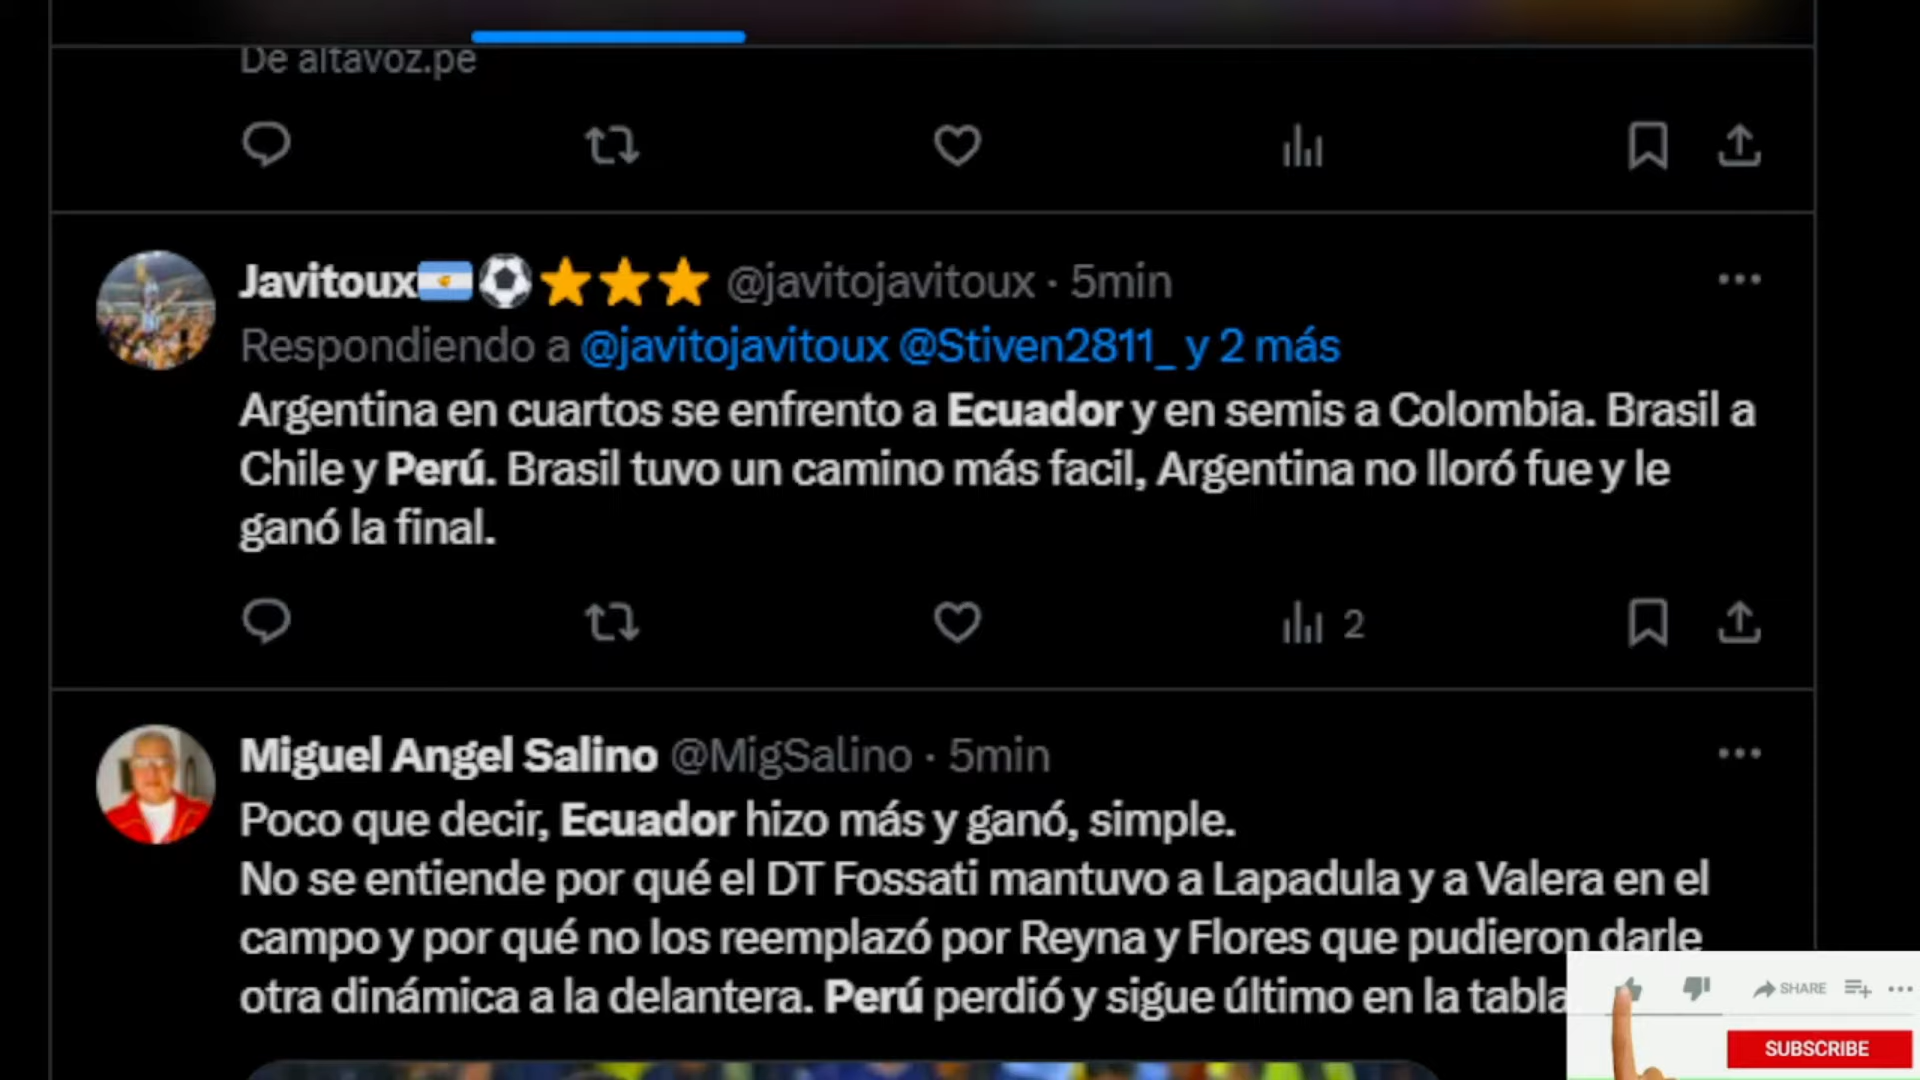 De altavoz.pe
Javitoux @javitojavitoux · 5min
Respondiendo a @javitojavitoux @Stiven2811_ y 2 más
Argentina en cuartos se enfrento a Ecuador y en semis a Colombia. Brasil a
Chile y Perú. Brasil tuvo un camino más facil, Argentina no lloró fue y le
ganó la final.
2
Miguel Angel Salino @MigSalino · 5min
Poco que decir, Ecuador hizo más y ganó, simple.
No se entiende por qué el DT Fossati mantuvo a Lapadula y a Valera en el
campo y por qué no los reemplazó por Reyna y Flores que pudieron darle
otra dinámica a la delantera. Perú perdió y sigue último en la tabla
SHARE
SUBSCRIBE